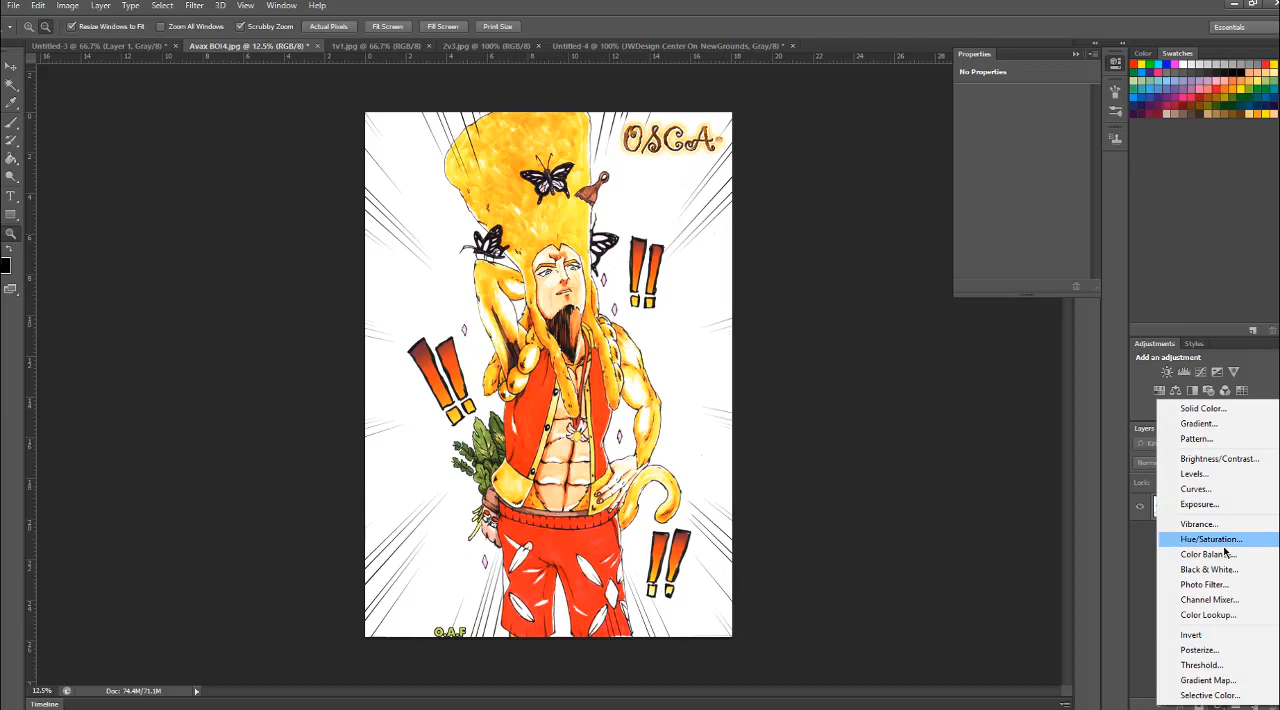 File Edit Image Layer Type Select Filter 3D View Window Help
Resize Windows to Fit Zoom All Windows Scrubby Zoom Actual Pixels Fit Screen Fill Screen Print Size Essentials
Untitled-3 @ 66.7% (Layer 1, Gray/8) * × Avax BOI4.jpg @ 12.5% (RGB/8) * × 1v1.jpg @ 66.7% (RGB/8) × 2v3.jpg @ 100% (RGB/8) × Untitled-4 @ 100% (JWDesign Center On NewGrounds, Gray/8) * ×
Properties
No Properties
Color Swatches
OSCA
!!
!!
!!
O.A.F
Adjustments Styles
Add an adjustment
Layers
Lock:
Solid Color...
Gradient...
Pattern...
Brightness/Contrast...
Levels...
Curves...
Exposure...
Vibrance...
Hue/Saturation...
Black & White...
Photo Filter...
Channel Mixer...
Color Lookup...
Invert
Posterize...
Threshold...
Gradient Map...
Selective Color...
12.5% Doc: 74.4M/71.1M
Timeline